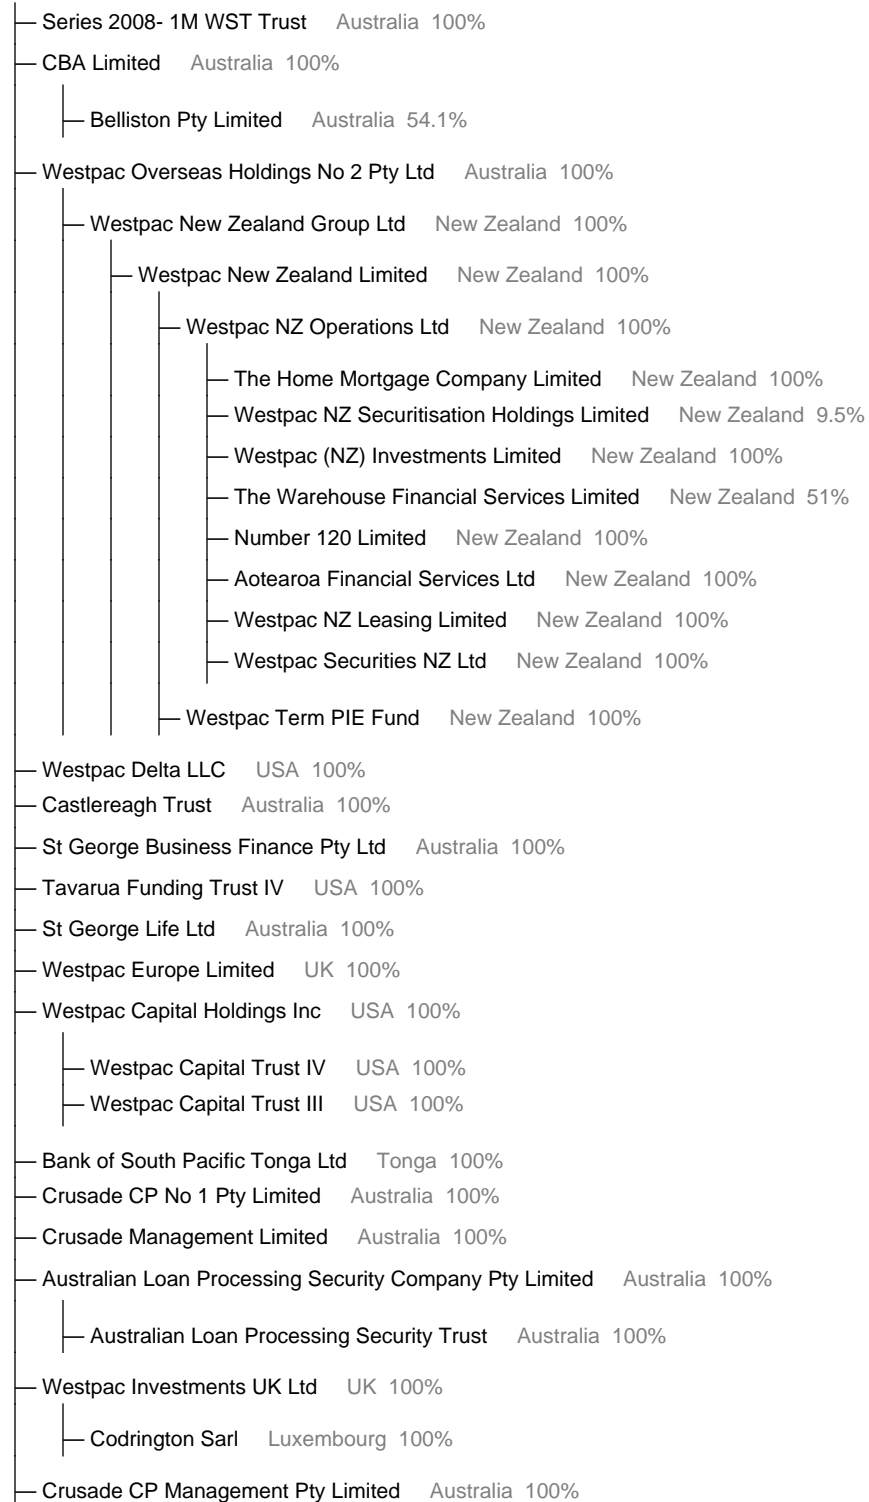 Series 2008- 1M WST Trust Australia 100%
CBA Limited Australia 100%
Belliston Pty Limited Australia 54.1%
Westpac Overseas Holdings No 2 Pty Ltd Australia 100%
Westpac New Zealand Group Ltd New Zealand 100%
Westpac New Zealand Limited New Zealand 100%
Westpac NZ Operations Ltd New Zealand 100%
The Home Mortgage Company Limited New Zealand 100%
Westpac NZ Securitisation Holdings Limited New Zealand 9.5%
Westpac (NZ) Investments Limited New Zealand 100%
The Warehouse Financial Services Limited New Zealand 51%
Number 120 Limited New Zealand 100%
Aotearoa Financial Services Ltd New Zealand 100%
Westpac NZ Leasing Limited New Zealand 100%
Westpac Securities NZ Ltd New Zealand 100%
Westpac Term PIE Fund New Zealand 100%
Westpac Delta LLC USA 100%
Castlereagh Trust Australia 100%
St George Business Finance Pty Ltd Australia 100%
Tavarua Funding Trust IV USA 100%
St George Life Ltd Australia 100%
Westpac Europe Limited UK 100%
Westpac Capital Holdings Inc USA 100%
Westpac Capital Trust IV USA 100%
Westpac Capital Trust III USA 100%
Bank of South Pacific Tonga Ltd Tonga 100%
Crusade CP No 1 Pty Limited Australia 100%
Crusade Management Limited Australia 100%
Australian Loan Processing Security Company Pty Limited Australia 100%
Australian Loan Processing Security Trust Australia 100%
Westpac Investments UK Ltd UK 100%
Codrington Sarl Luxembourg 100%
Crusade CP Management Pty Limited Australia 100%